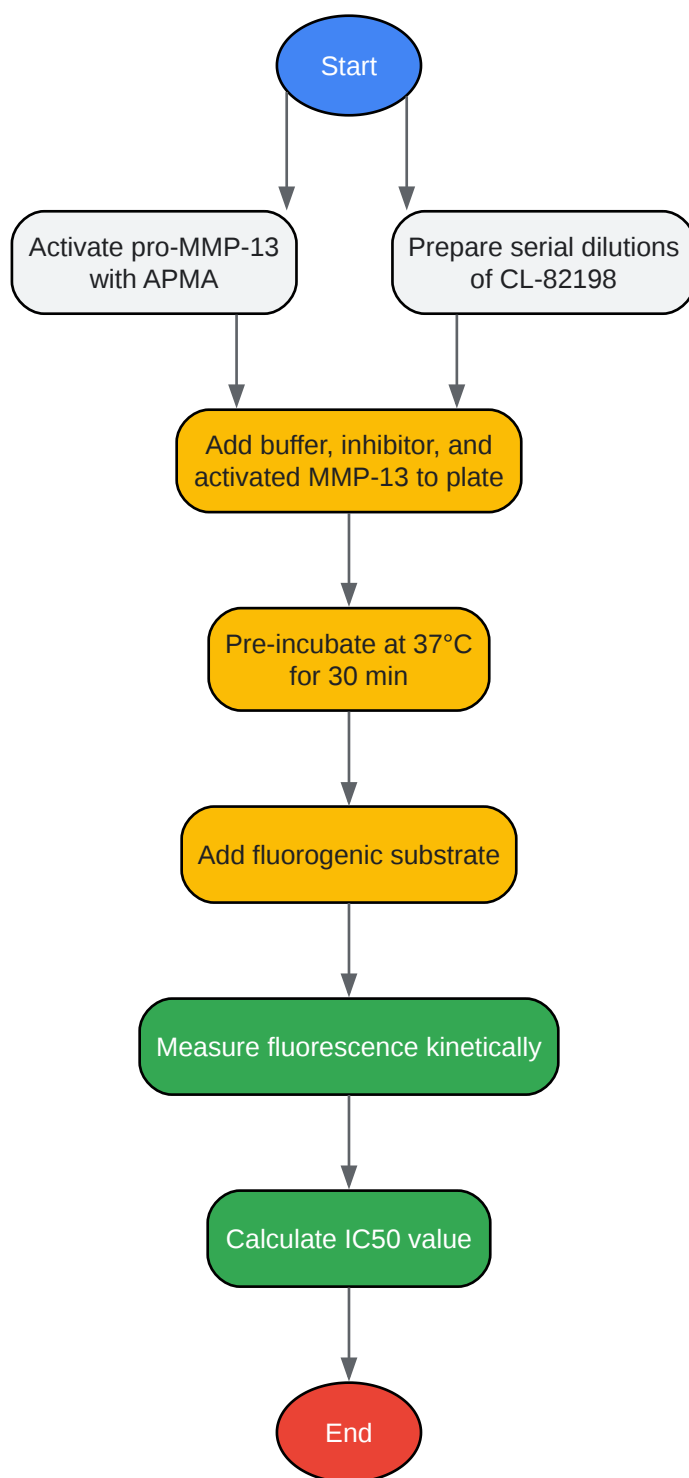 Start
Activate pro-MMP-13
with APMA
Prepare serial dilutions
of CL-82198
Add buffer, inhibitor, and
activated MMP-13 to plate
Pre-incubate at 37°C
for 30 min
Add fluorogenic substrate
Measure fluorescence kinetically
Calculate IC50 value
End